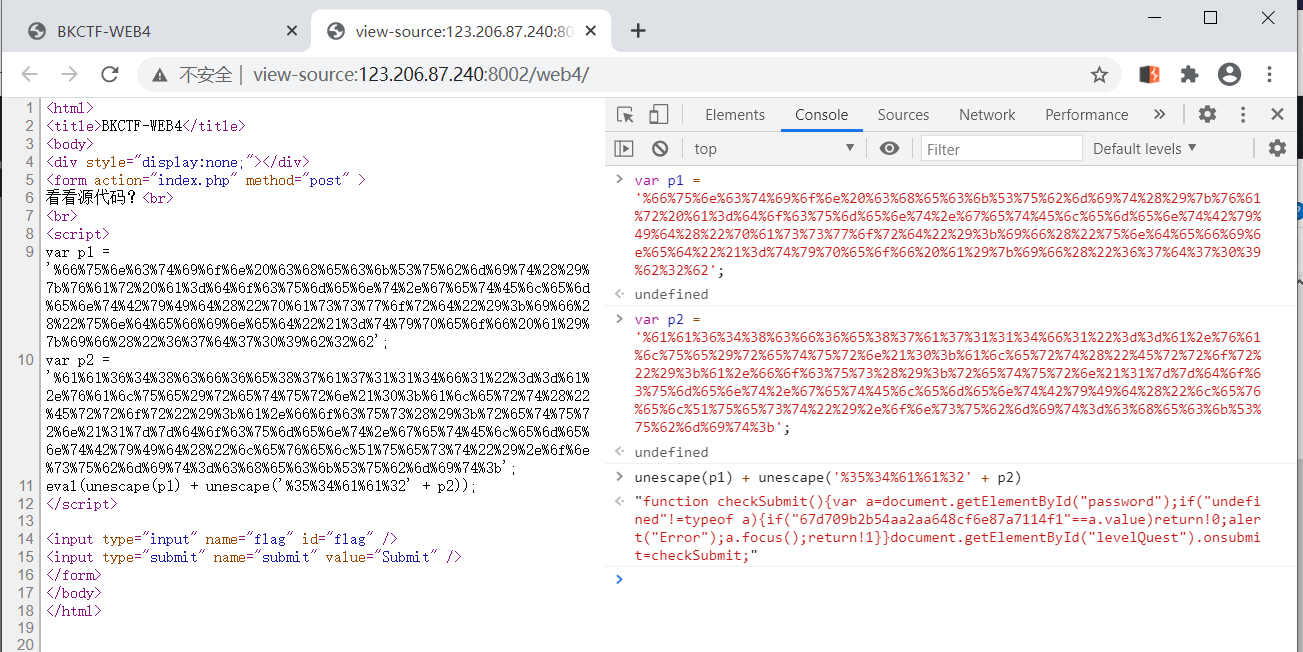 BKCTF-WEB4
view-source:123.206.87.240:80
不安全 | view-source:123.206.87.240:8002/web4/
1 <html>
2 <title>BKCTF-WEB4</title>
3 <body>
4 <div style="display:none;"></div>
5 <form action="index.php" method="post" >
6 看看源代码？<br>
7 <br>
8 <script>
9 var p1 =
'%66%75%6e%63%74%69%6f%6e%20%63%68%65%63%6b%53%75%62%6d%69%74%28%29%
7b%76%61%72%20%61%3d%64%6f%63%75%6d%65%6e%74%2e%67%65%74%45%6c%65%6d
%65%6e%74%42%79%49%64%28%22%70%61%73%73%77%6f%72%64%22%29%3b%69%66%2
8%22%75%6e%64%65%66%69%6e%65%64%22%21%3d%74%79%70%65%6f%66%20%61%29%
7b%69%66%28%22%36%37%64%37%30%39%62%32%62';
10 var p2 =
'%61%61%36%34%38%63%66%36%65%38%37%61%37%31%31%34%66%31%22%3d%3d%61%
2e%76%61%6c%75%65%29%72%65%74%75%72%6e%21%30%3b%61%6c%65%72%74%28%22
%45%72%72%6f%72%22%29%3b%61%2e%66%6f%63%75%73%28%29%3b%72%65%74%75%7
2%6e%21%31%7d%7d%64%6f%63%75%6d%65%6e%74%2e%67%65%74%45%6c%65%6d%65%
6e%74%42%79%49%64%28%22%6c%65%76%65%6c%51%75%65%73%74%22%29%2e%6f%6e
%73%75%62%6d%69%74%3d%63%68%65%63%6b%53%75%62%6d%69%74%3b';
11 eval(unescape(p1) + unescape('%35%34%61%61%32' + p2));
12 </script>
13
14 <input type="input" name="flag" id="flag" />
15 <input type="submit" name="submit" value="Submit" />
16 </form>
17 </body>
18 </html>
19
20
Elements Console Sources Network Performance
top Filter Default levels
var p1 =
'%66%75%6e%63%74%69%6f%6e%20%63%68%65%63%6b%53%75%62%6d%69%74%28%29%7b%76%61
%72%20%61%3d%64%6f%63%75%6d%65%6e%74%2e%67%65%74%45%6c%65%6d%65%6e%74%42%79%
49%64%28%22%70%61%73%73%77%6f%72%64%22%29%3b%69%66%28%22%75%6e%64%65%66%69%6
e%65%64%22%21%3d%74%79%70%65%6f%66%20%61%29%7b%69%66%28%22%36%37%64%37%30%39
%62%32%62';
undefined
var p2 =
'%61%61%36%34%38%63%66%36%65%38%37%61%37%31%31%34%66%31%22%3d%3d%61%2e%76%61%
6c%75%65%29%72%65%74%75%72%6e%21%30%3b%61%6c%65%72%74%28%22%45%72%72%6f%72%
22%29%3b%61%2e%66%6f%63%75%73%28%29%3b%72%65%74%75%72%6e%21%31%7d%7d%64%6f%6
3%75%6d%65%6e%74%2e%67%65%74%45%6c%65%6d%65%6e%74%42%79%49%64%28%22%6c%65%76
%65%6c%51%75%65%73%74%22%29%2e%6f%6e%73%75%62%6d%69%74%3d%63%68%65%63%6b%53%
75%62%6d%69%74%3b';
undefined
unescape(p1) + unescape('%35%34%61%61%32' + p2)
"function checkSubmit(){var a=document.getElementById("password");if("undefi
ned"!=typeof a){if("67d709b2b54aa2aa648cf6e87a7114f1"==a.value)return!0;aler
t("Error");a.focus();return!1}}document.getElementById("levelQuest").onsubmi
t=checkSubmit;"